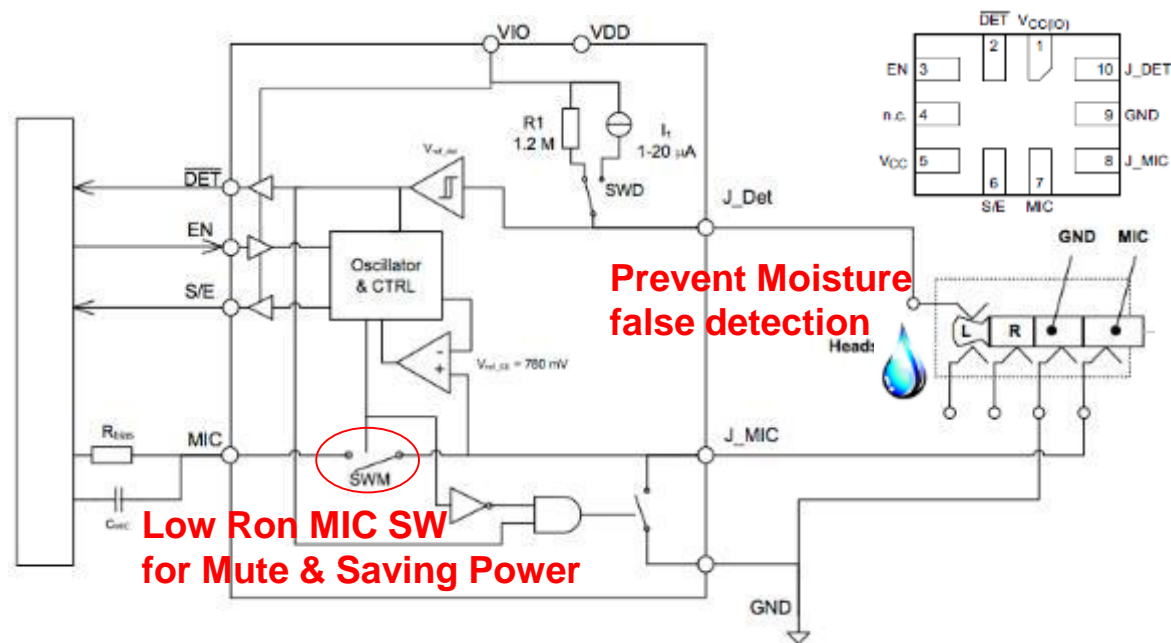 VIO
VDD
DET VCC(IO)
2 1
EN 3
10 J_DET
n.c. 4
9 GND
VCC 5
8 J_MIC
6 7
S/E MIC
R1
1.2 M
I1
1-20 µA
SWD
DET
J_Det
EN
Oscillator
& CTRL
S/E
GND MIC
Prevent Moisture
false detection
Heads
L R
- 
+
= 780 mV
Rbias
MIC
SWM
J_MIC
Low Ron MIC SW
for Mute & Saving Power
GND